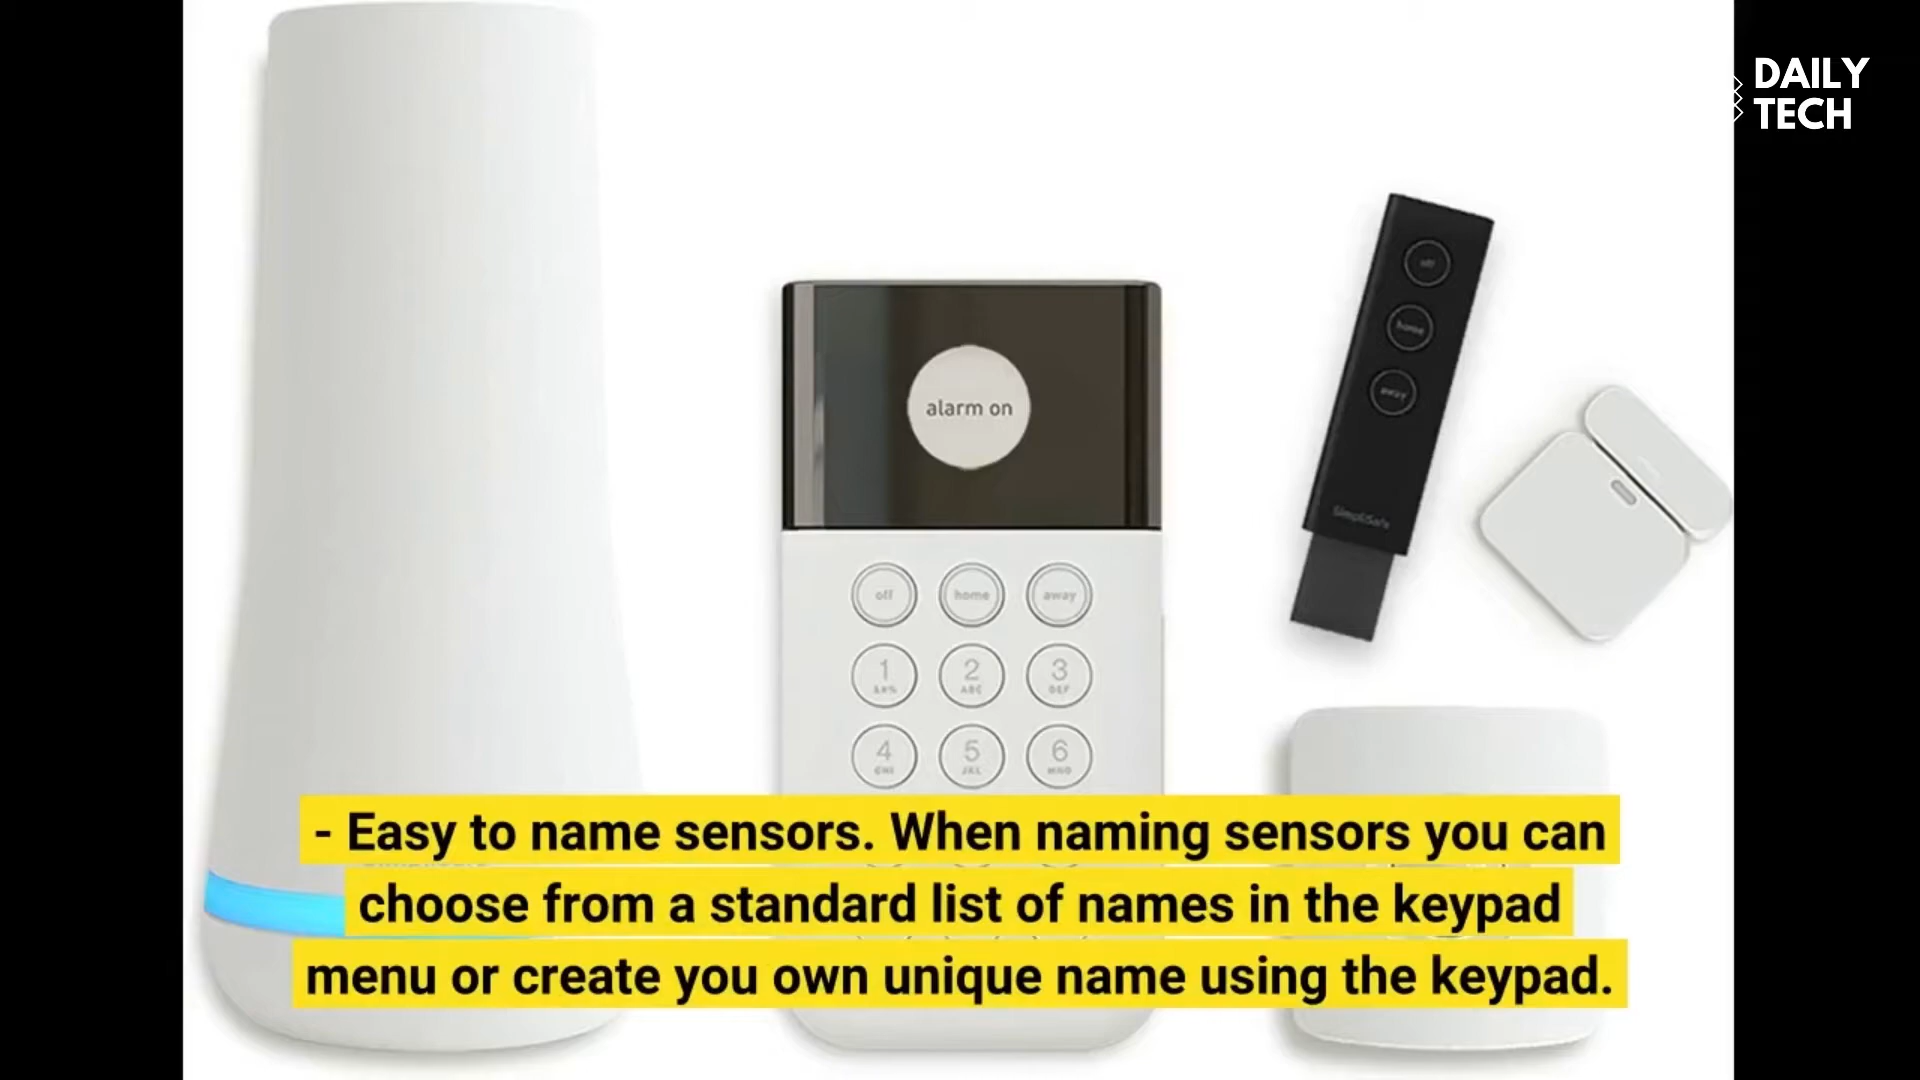 DAILY
TECH
off
home
away
SimpliSafe
alarm on
off home away
1 2 3
&#% ABC DEF
4 5 6
GHI JKL MNO
- Easy to name sensors. When naming sensors you can
choose from a standard list of names in the keypad
menu or create you own unique name using the keypad.